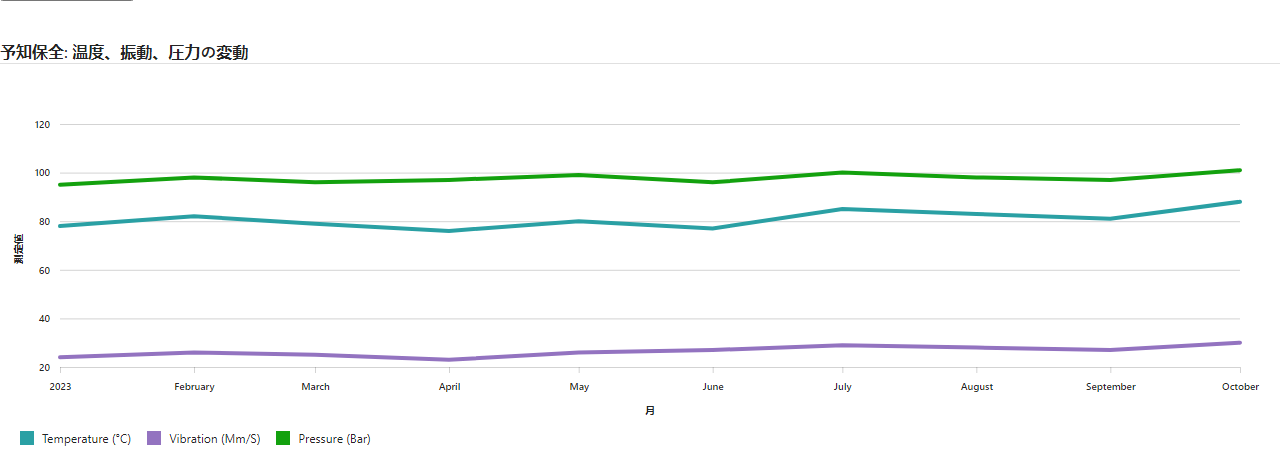 予知保全: 温度、振動、圧力の変動
120
100
80
60
40
20
測定値
2023 February March April May June July August September October
月
Temperature (°C) Vibration (Mm/S) Pressure (Bar)